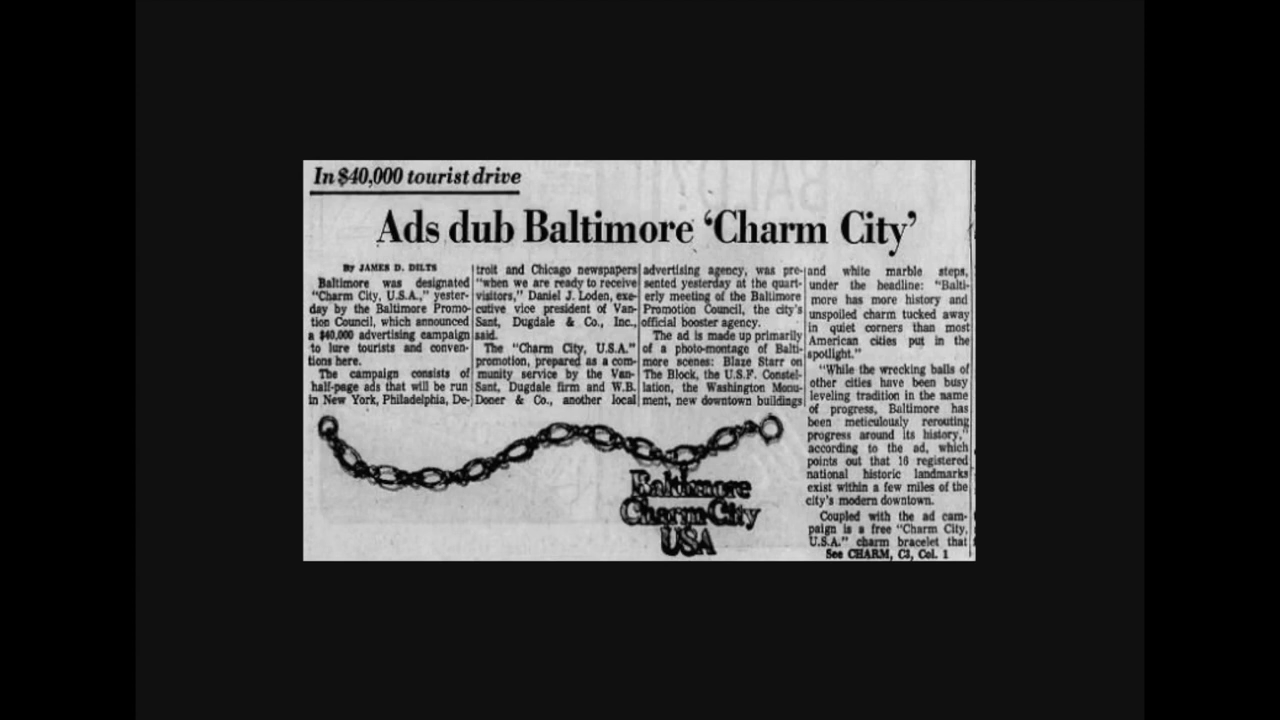 In $40,000 tourist drive
Ads dub Baltimore ‘Charm City’
By JAMES D. DILTS
Baltimore was designated
"Charm City, U.S.A.," yester-
day by the Baltimore Promo-
tion Council, which announced
a $40,000 advertising campaign
to lure tourists and conven-
tions here.
The campaign consists of
half-page ads that will be run
in New York, Philadelphia, De-
troit and Chicago newspapers
"when we are ready to receive
visitors," Daniel J. Loden, exe-
cutive vice president of Van-
Sant, Dugdale & Co., Inc.,
said.
The "Charm City, U.S.A."
promotion, prepared as a com-
munity service by the Van-
Sant, Dugdale firm and W.B.
Doner & Co., another local
advertising agency, was pre-
sented yesterday at the quart-
erly meeting of the Baltimore
Promotion Council, the city's
official booster agency.
The ad is made up primarily
of a photo-montage of Balti-
more scenes: Blaze Starr on
The Block, the U.S.F. Constel-
lation, the Washington Monu-
ment, new downtown buildings
and white marble steps,
under the headline: "Balti-
more has more history and
unspoiled charm tucked away
in quiet corners than most
American cities put in the
spotlight."
"While the wrecking balls of
other cities have been busy
leveling tradition in the name
of progress, Baltimore has
been meticulously rerouting
progress around its history,"
according to the ad, which
points out that 16 registered
national historic landmarks
exist within a few miles of the
city's modern downtown.
Coupled with the ad cam-
paign is a free "Charm City,
U.S.A." charm bracelet that
See CHARM, C3, Col. 1
Baltimore
Charm City
USA